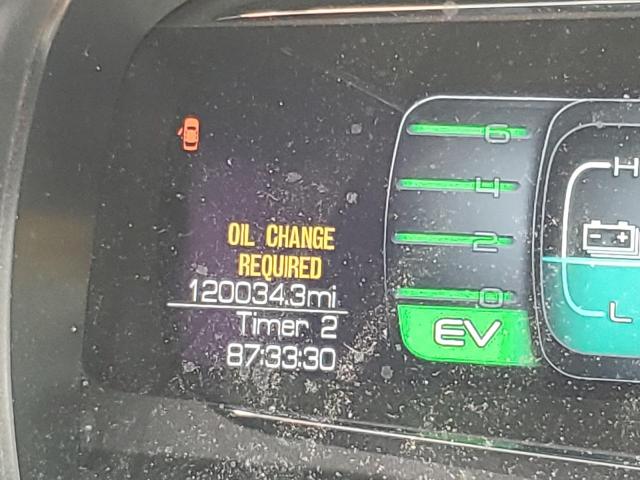 OIL CHANGE
REQUIRED
120034.3mi
Timer 2
87:33:30
6
4
2
0
EV
H
L